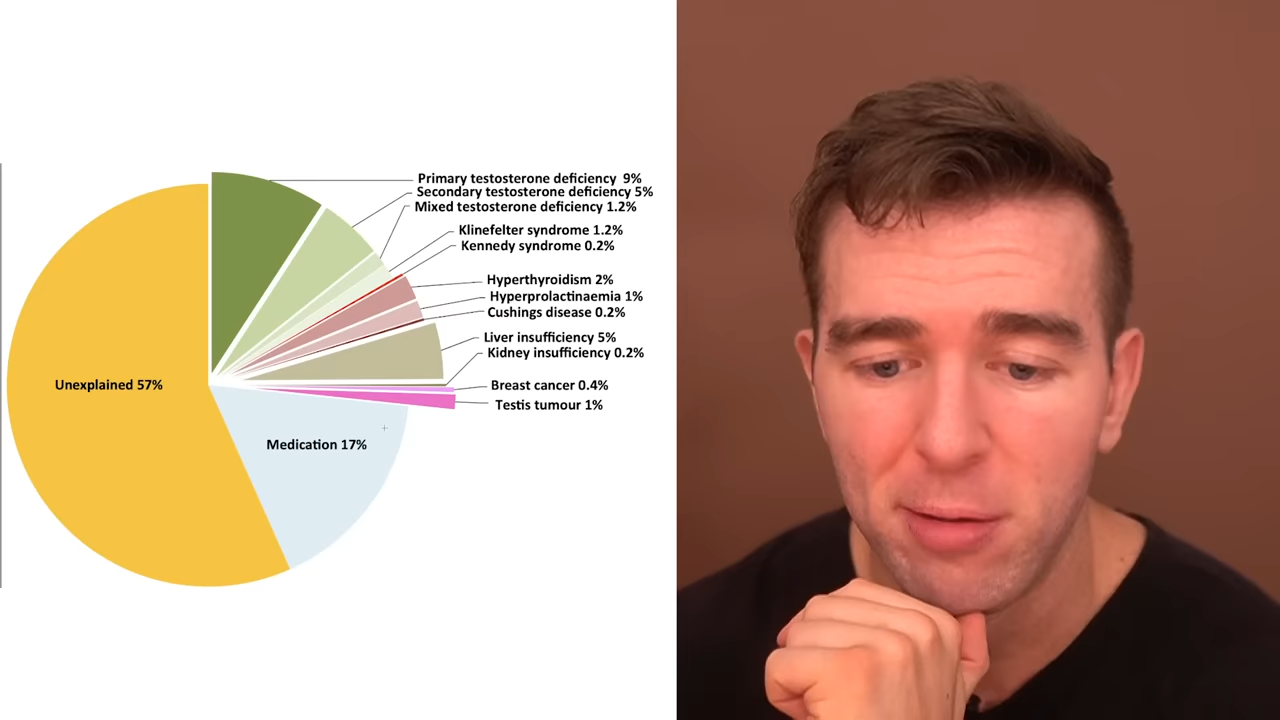 Primary testosterone deficiency 9%
Secondary testosterone deficiency 5%
Mixed testosterone deficiency 1.2%
Klinefelter syndrome 1.2%
Kennedy syndrome 0.2%
Hyperthyroidism 2%
Hyperprolactinaemia 1%
Cushings disease 0.2%
Liver insufficiency 5%
Kidney insufficiency 0.2%
Unexplained 57%
Breast cancer 0.4%
Testis tumour 1%
Medication 17%